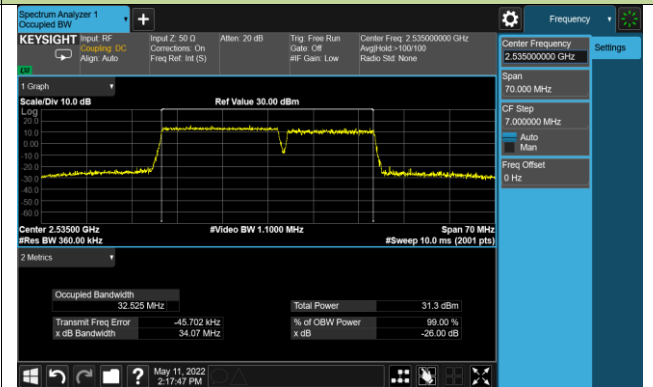 Spectrum Analyzer 1
Occupied BW
Frequency
KEYSIGHT
Input: RF
Coupling: DC
Align: Auto
Input Z: 50 Ω
Corrections: On
Freq Ref: Int (S)
Atten: 20 dB
Trig: Free Run
Gate: Off
#IF Gain: Low
Center Freq: 2.535000000 GHz
Avg|Hold:>100/100
Radio Std: None
Center Frequency
2.535000000 GHz
Settings
Span
70.000 MHz
CF Step
7.000000 MHz
Auto
Man
Freq Offset
0 Hz
1 Graph
Scale/Div 10.0 dB
Ref Value 30.00 dBm
Log
20.0
10.0
0.00
-10.0
-20.0
-30.0
-40.0
-50.0
-60.0
Center 2.53500 GHz
#Video BW 1.1000 MHz
Span 70 MHz
#Res BW 360.00 kHz
#Sweep 10.0 ms (2001 pts)
2 Metrics
Occupied Bandwidth
32.525 MHz
Total Power
31.3 dBm
Transmit Freq Error
-45.702 kHz
% of OBW Power
99.00 %
x dB Bandwidth
34.07 MHz
x dB
-26.00 dB
?
May 11, 2022
2:17:47 PM